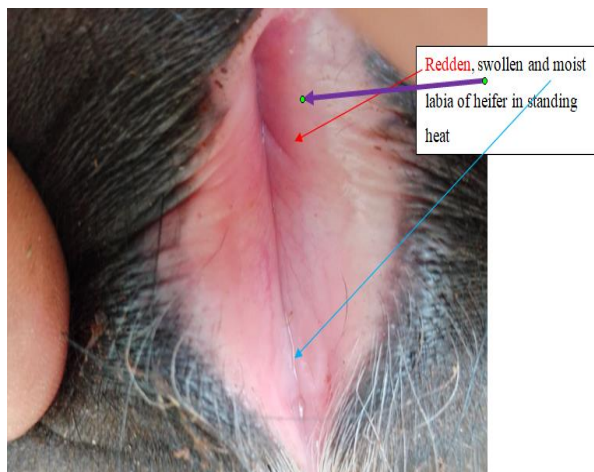 Redden, swollen and moist
labia of heifer in standing
heat